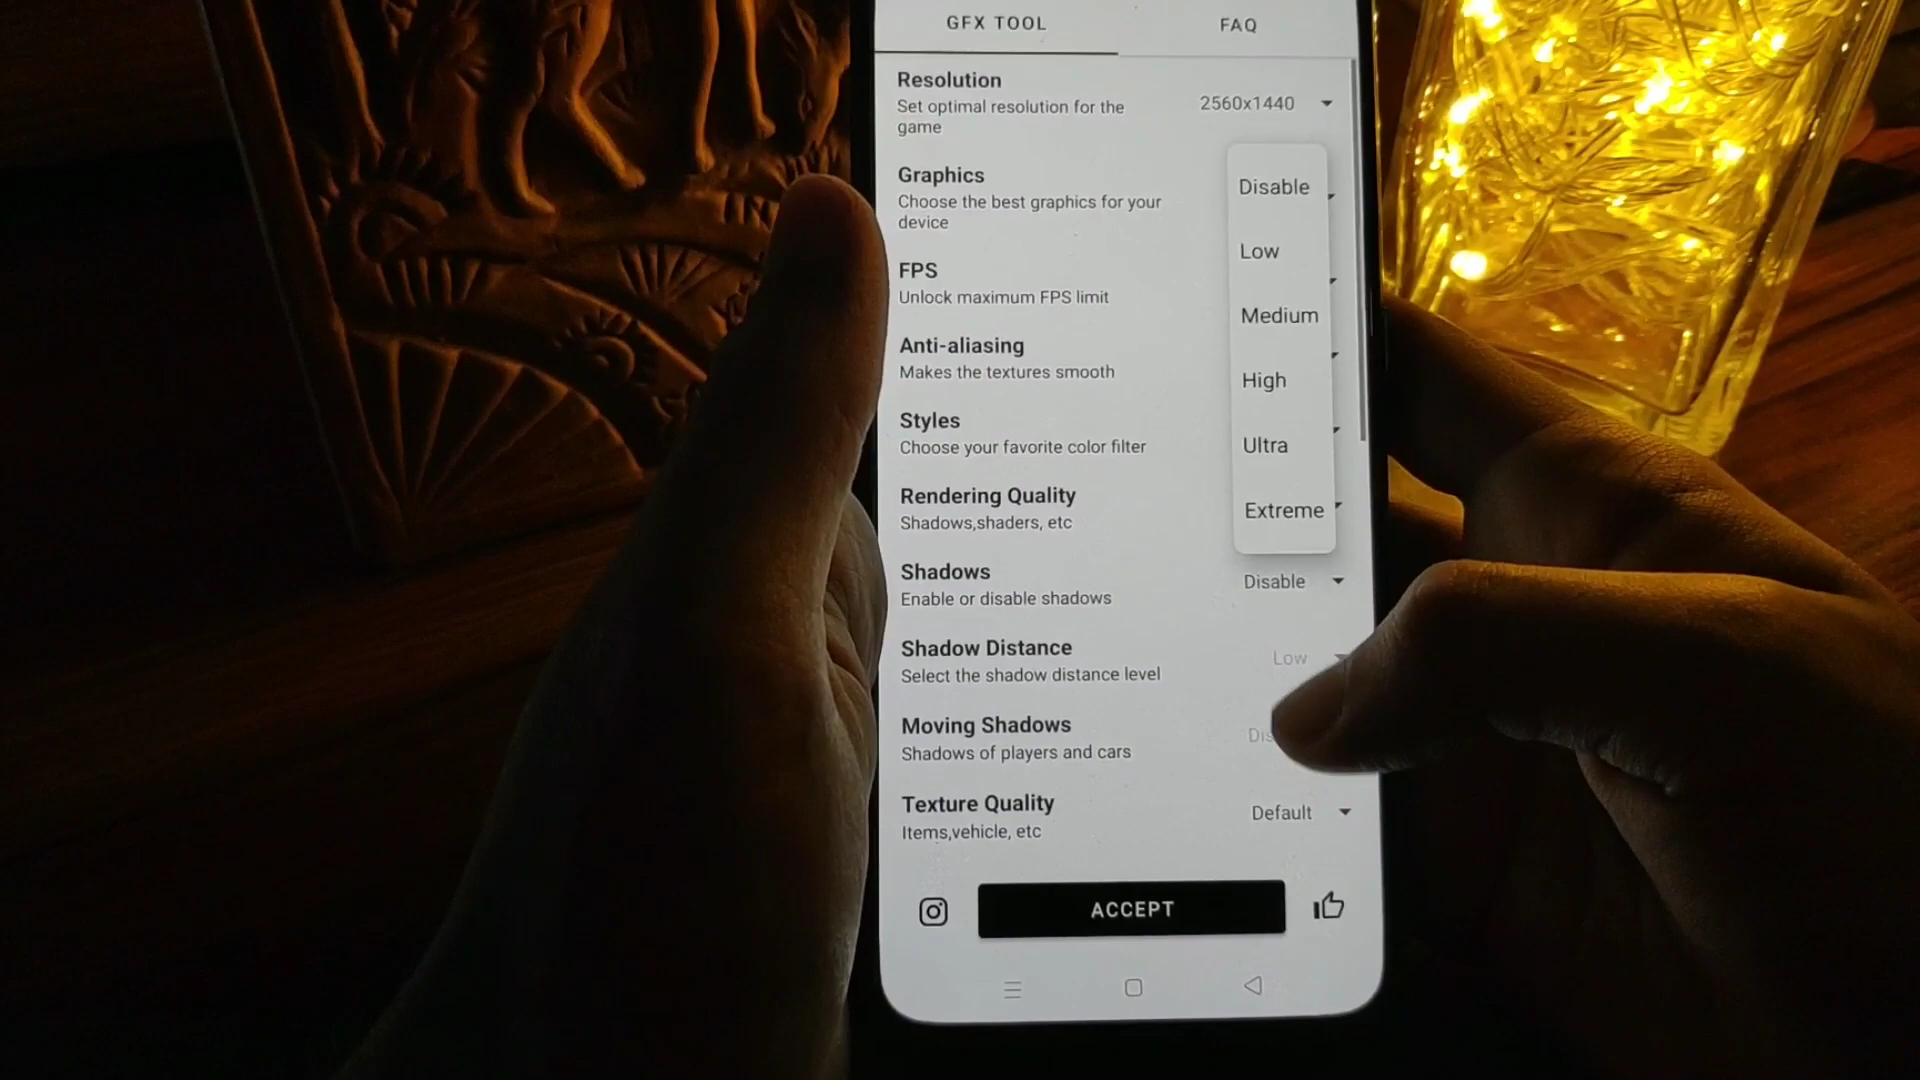 GFX TOOL
FAQ
Resolution
Set optimal resolution for the
game
2560x1440
Graphics
Choose the best graphics for your
device
FPS
Unlock maximum FPS limit
Anti-aliasing
Makes the textures smooth
Styles
Choose your favorite color filter
Rendering Quality
Shadows,shaders, etc
Disable
Low
Medium
High
Ultra
Extreme
Shadows
Enable or disable shadows
Disable
Shadow Distance
Select the shadow distance level
Low
Moving Shadows
Shadows of players and cars
Texture Quality
Items,vehicle, etc
Default
ACCEPT